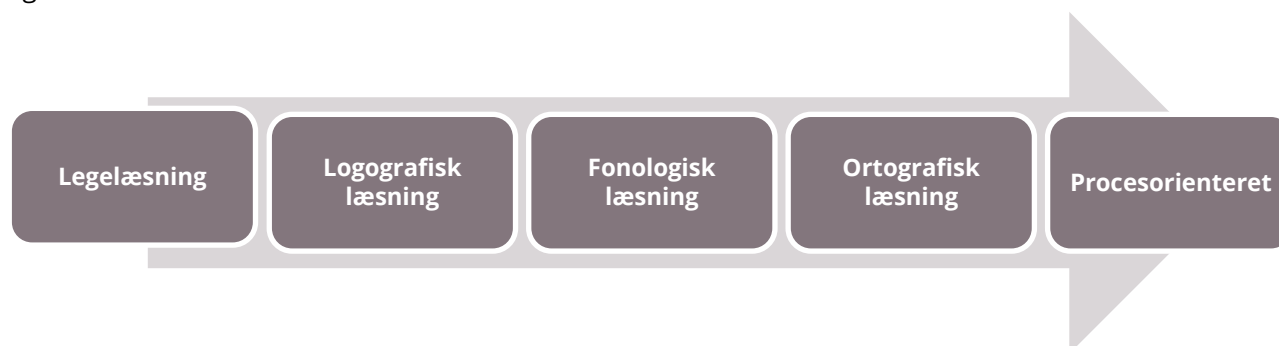 Legelæsning
Logografisk
læsning
Fonologisk
læsning
Ortografisk
læsning
Procesorienteret